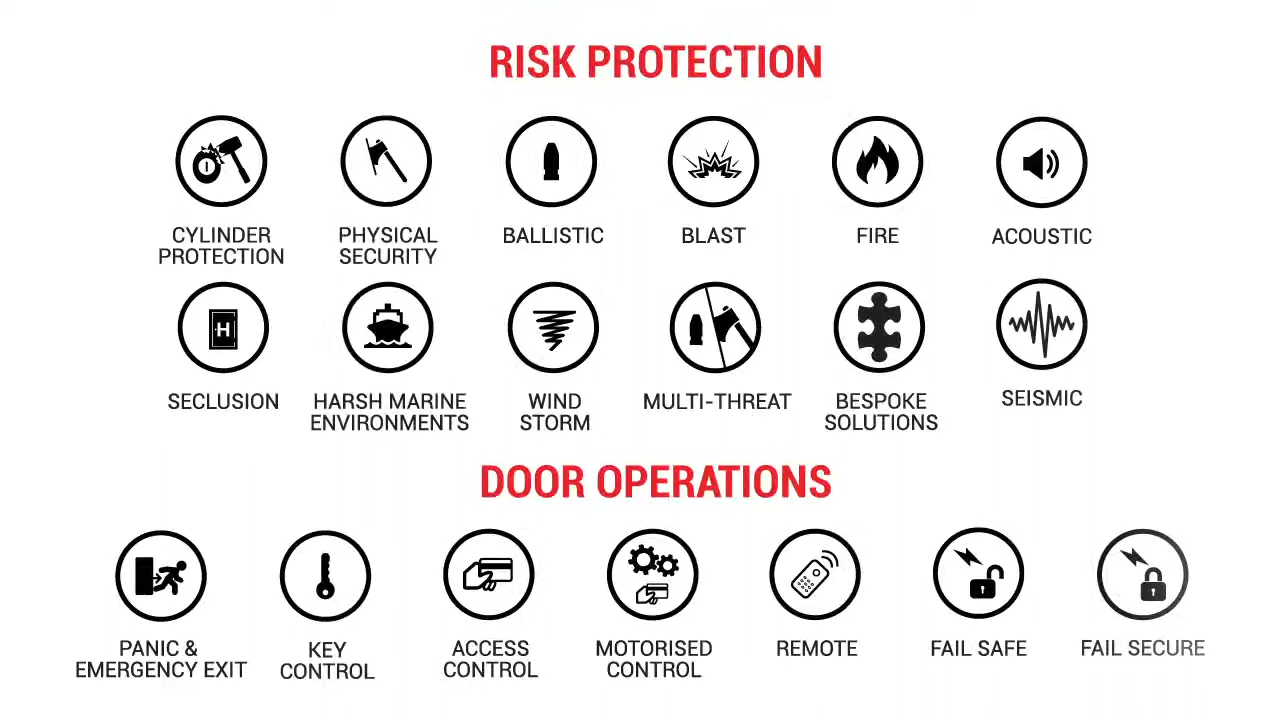 RISK PROTECTION
CYLINDER
PROTECTION
PHYSICAL
SECURITY
BALLISTIC
BLAST
FIRE
ACOUSTIC
H
SECLUSION
HARSH MARINE
ENVIRONMENTS
WIND
STORM
MULTI-THREAT
BESPOKE
SOLUTIONS
SEISMIC
DOOR OPERATIONS
PANIC &
EMERGENCY EXIT
KEY
CONTROL
ACCESS
CONTROL
MOTORISED
CONTROL
REMOTE
FAIL SAFE
FAIL SECURE